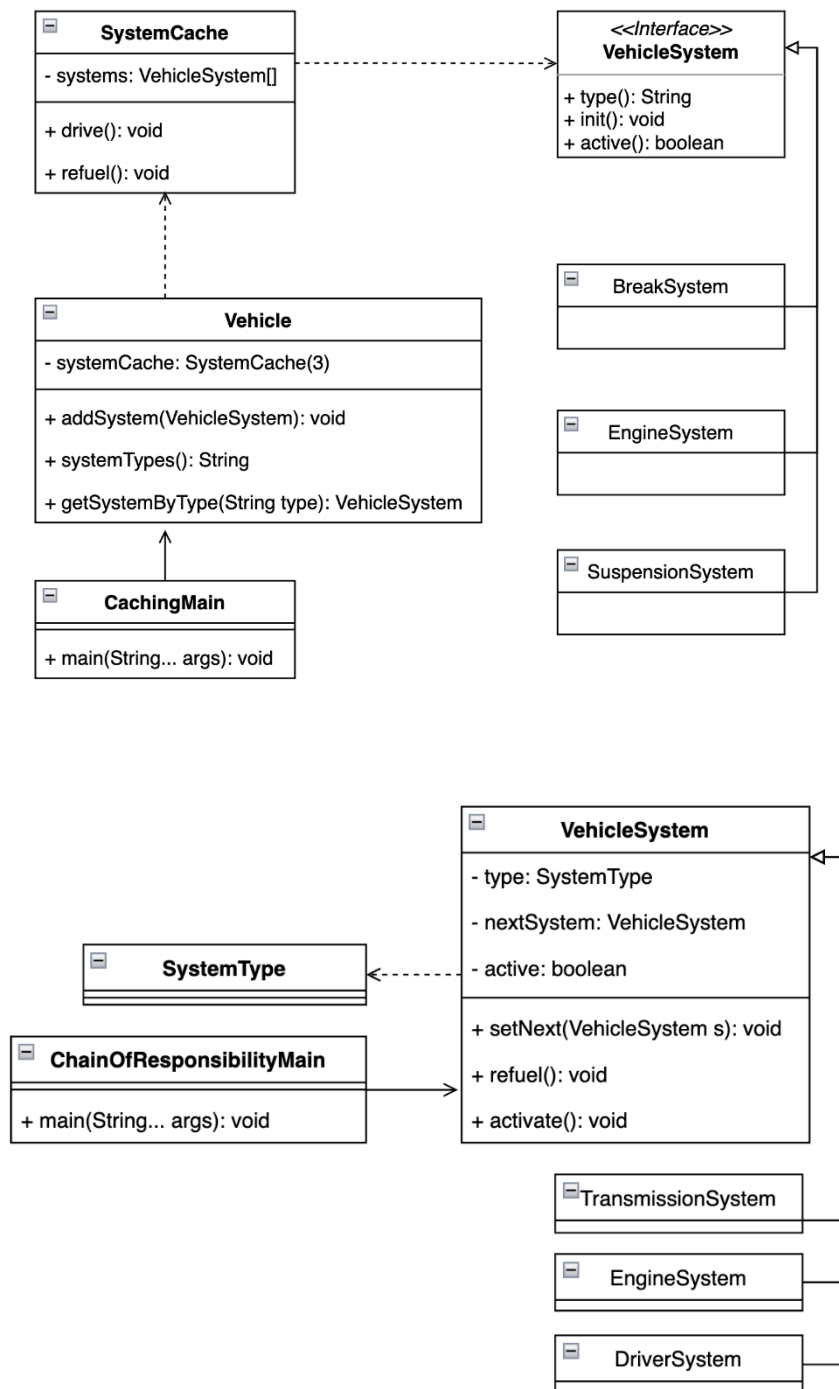 SystemCache
- systems: VehicleSystem[]
+ drive(): void
+ refuel(): void
<<Interface>>
VehicleSystem
+ type(): String
+ init(): void
+ active(): boolean
Vehicle
- systemCache: SystemCache(3)
+ addSystem(VehicleSystem): void
+ systemTypes(): String
+ getSystemByType(String type): VehicleSystem
BreakSystem
EngineSystem
SuspensionSystem
CachingMain
+ main(String... args): void
VehicleSystem
- type: SystemType
- nextSystem: VehicleSystem
- active: boolean
+ setNext(VehicleSystem s): void
+ refuel(): void
+ activate(): void
SystemType
ChainOfResponsibilityMain
+ main(String... args): void
TransmissionSystem
EngineSystem
DriverSystem